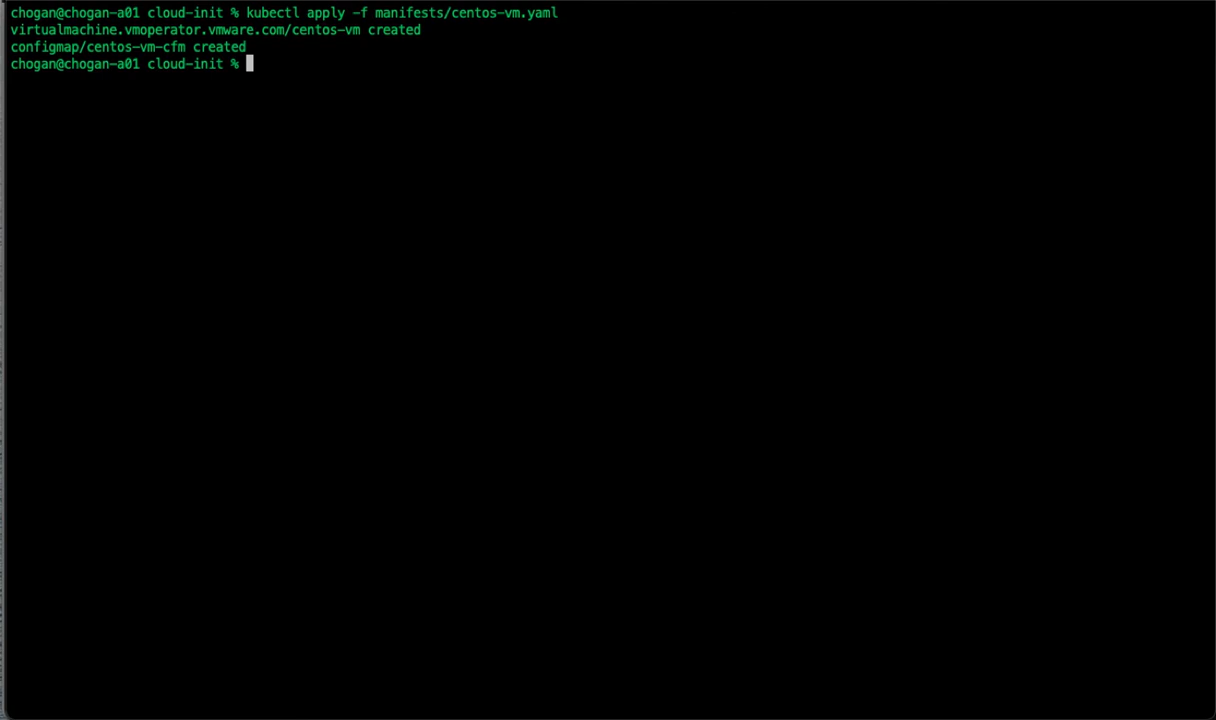 chogan@chogan-a01 cloud-init % kubectl apply -f manifests/centos-vm.yaml
virtualmachine.vmoperator.vmware.com/centos-vm created
configmap/centos-vm-cfm created
chogan@chogan-a01 cloud-init %